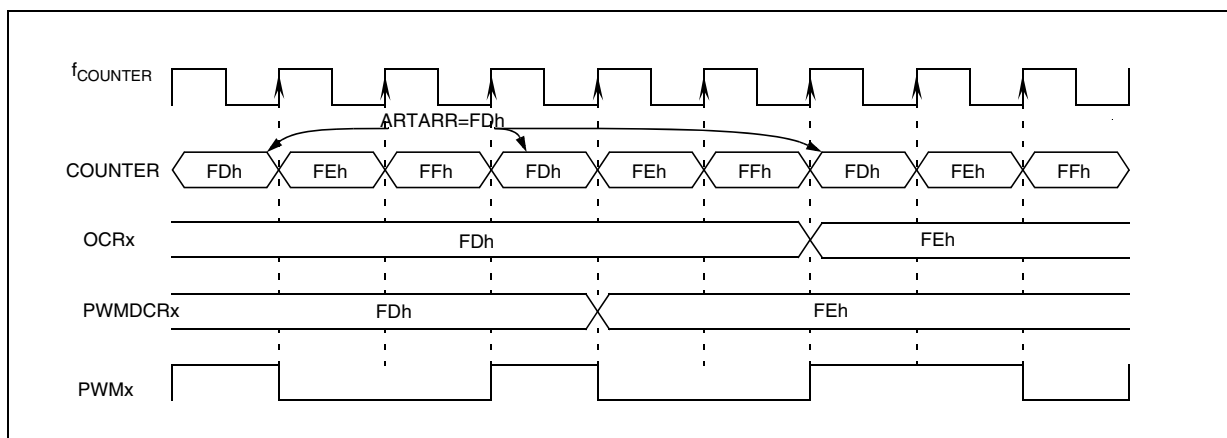 fCOUNTER
ARTARR=FDh
COUNTER FDh FEh FFh FDh FEh FFh FDh FEh FFh
OCRx FDh FEh
PWMDCRx FDh FEh
PWMx